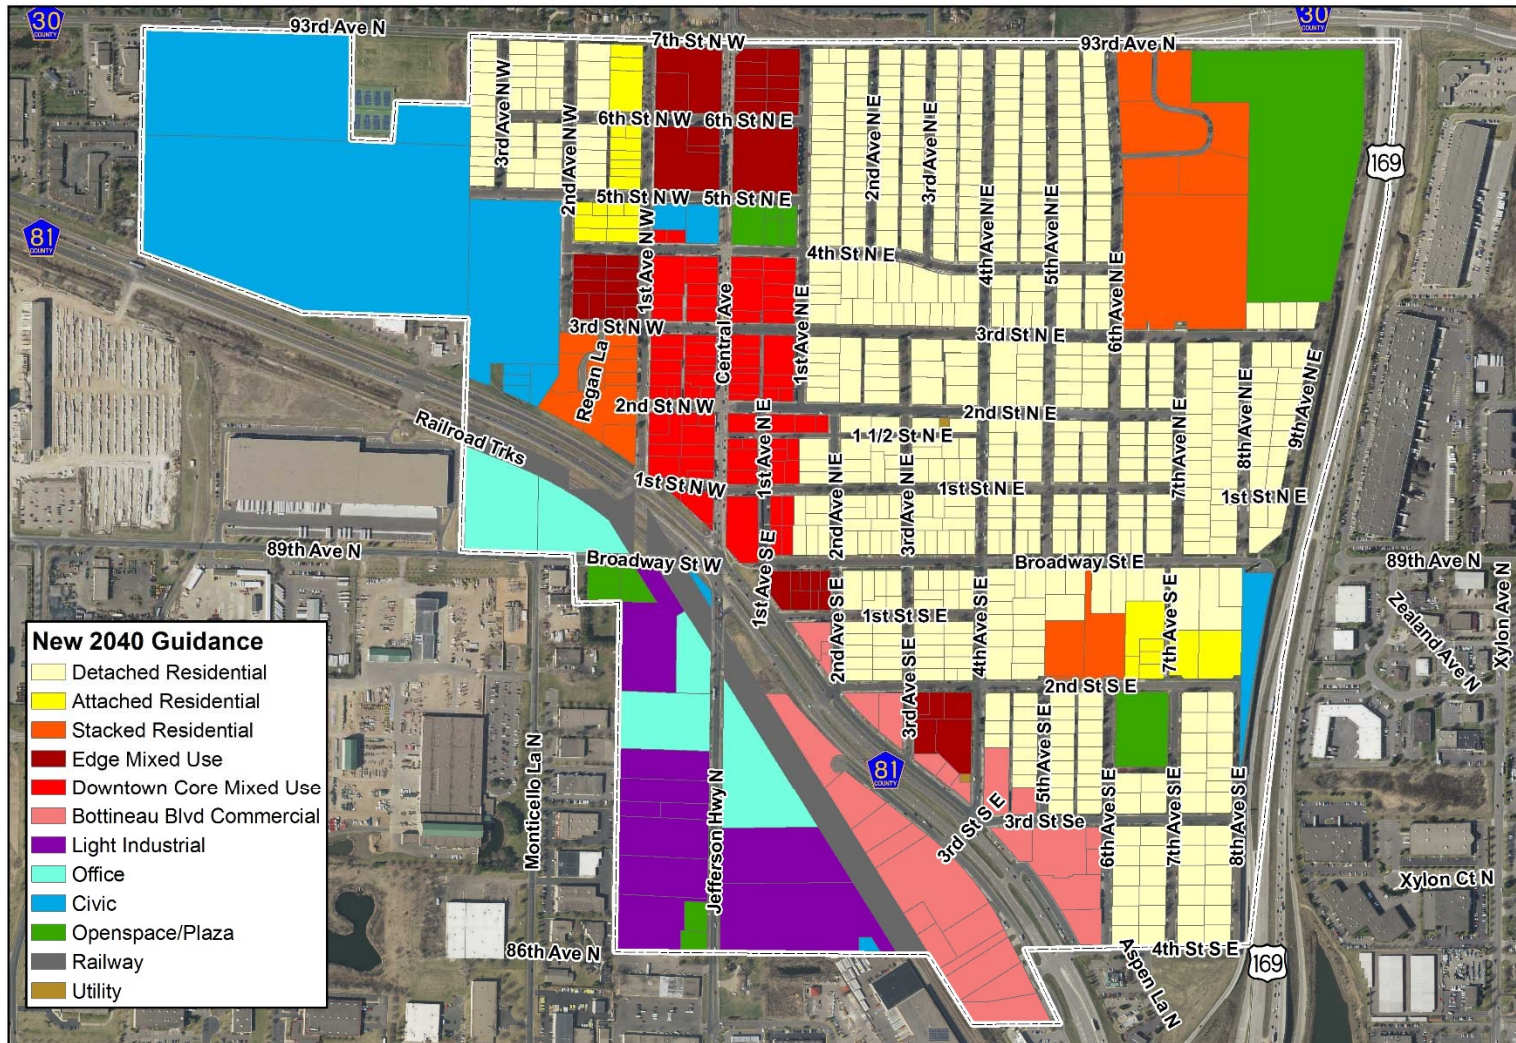 30
COUNTY
93rd Ave N
7th St N W
93rd Ave N
30
COUNTY
3rd Ave N W
2nd Ave N W
6th St N W
6th St N E
2nd Ave N E
3rd Ave N E
169
5th St N W
5th St N E
4th Ave N E
5th Ave N E
81
COUNTY
1st Ave N W
4th St N E
6th Ave N E
3rd St N W
Central Ave
1st Ave N E
3rd St N E
Regan La
2nd St N W
2nd St N E
7th Ave N E
8th Ave N E
9th Ave N E
Railroad Trks
1st Ave N E
1 1/2 St N E
1st St N W
2nd Ave N E
3rd Ave N E
1st St N E
1st St N E
89th Ave N
Broadway St W
1st Ave S E
Broadway St E
89th Ave N
Zealand Ave N
Xylon Ave N
2nd Ave S E
1st St S E
4th Ave S E
7th Ave S E
3rd Ave S E
2nd St S E
81
COUNTY
5th Ave S E
Monticello La N
Jefferson Hwy N
3rd St S E
3rd St Se
6th Ave S E
7th Ave S E
8th Ave S E
Xylon Ct N
86th Ave N
Aspen La N
4th St S E
169
New 2040 Guidance
Detached Residential
Attached Residential
Stacked Residential
Edge Mixed Use
Downtown Core Mixed Use
Bottineau Blvd Commercial
Light Industrial
Office
Civic
Openspace/Plaza
Railway
Utility